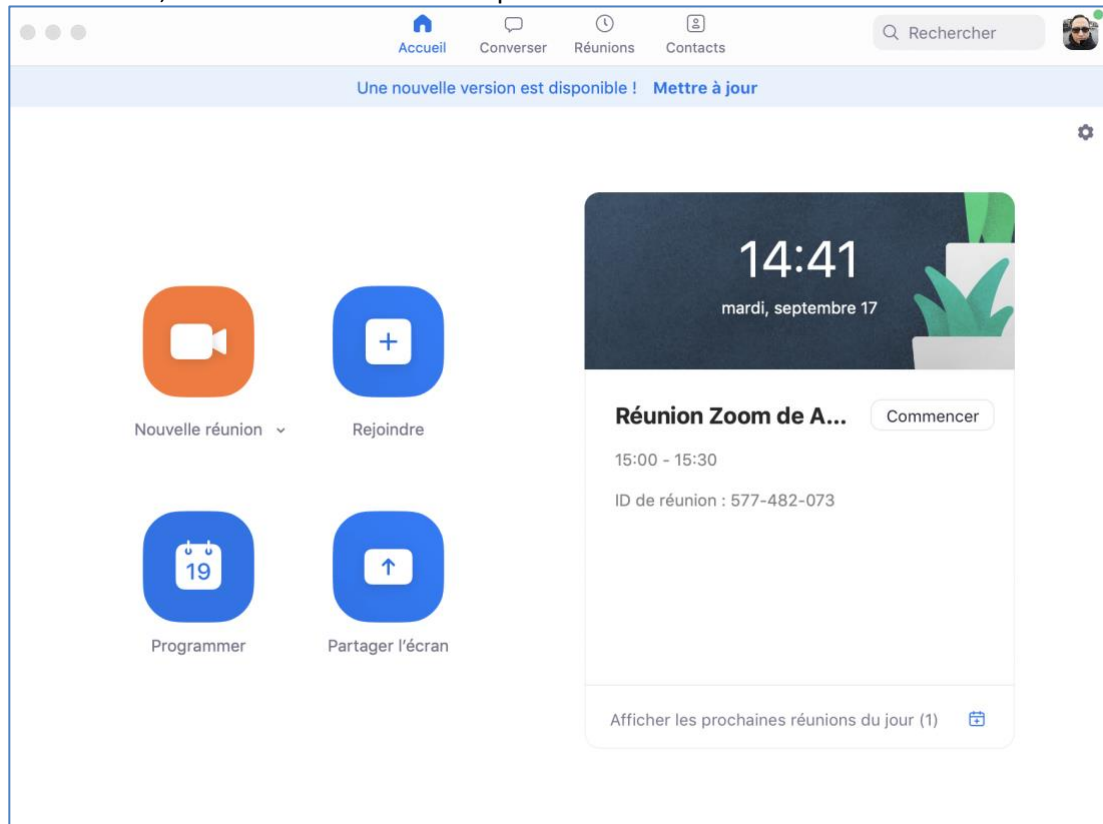 Accueil
Converser
Réunions
Contacts
Rechercher
Une nouvelle version est disponible ! Mettre à jour
14:41
mardi, septembre 17
Nouvelle réunion
Rejoindre
Réunion Zoom de A...
Commencer
15:00 - 15:30
ID de réunion : 577-482-073
19
Programmer
Partager l'écran
Afficher les prochaines réunions du jour (1)